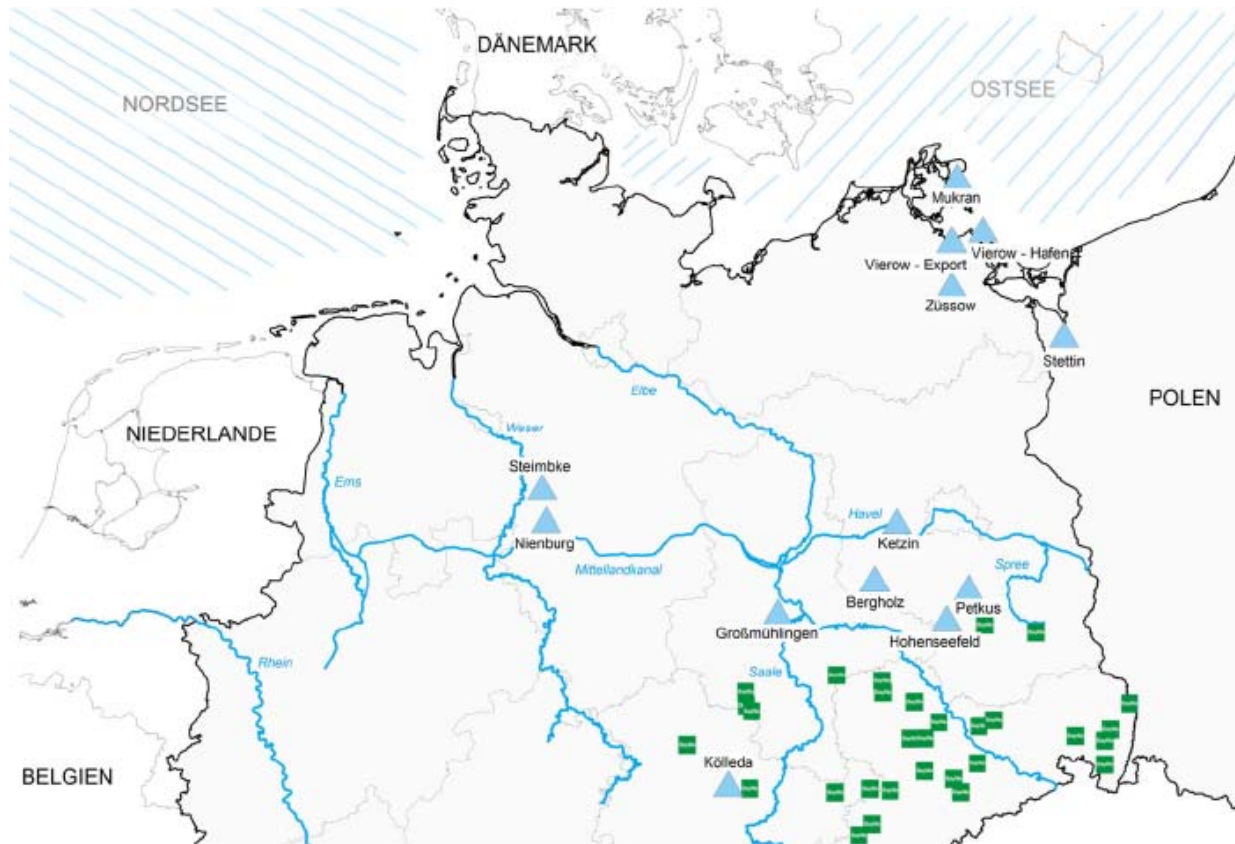 DÄNEMARK
NORDSEE
OSTSEE
Mukran
Vierow - Hafen
Vierow - Export
Züssow
Stettin
POLEN
Elbe
NIEDERLANDE
Weser
Steimbke
Ems
Havel
Nienburg
Ketzin
Mittellandkanal
Spree
Bergholz
Petkus
Großmühlingen
Hohenseefeld
Rhein
Saale
Kölleda
BELGIEN